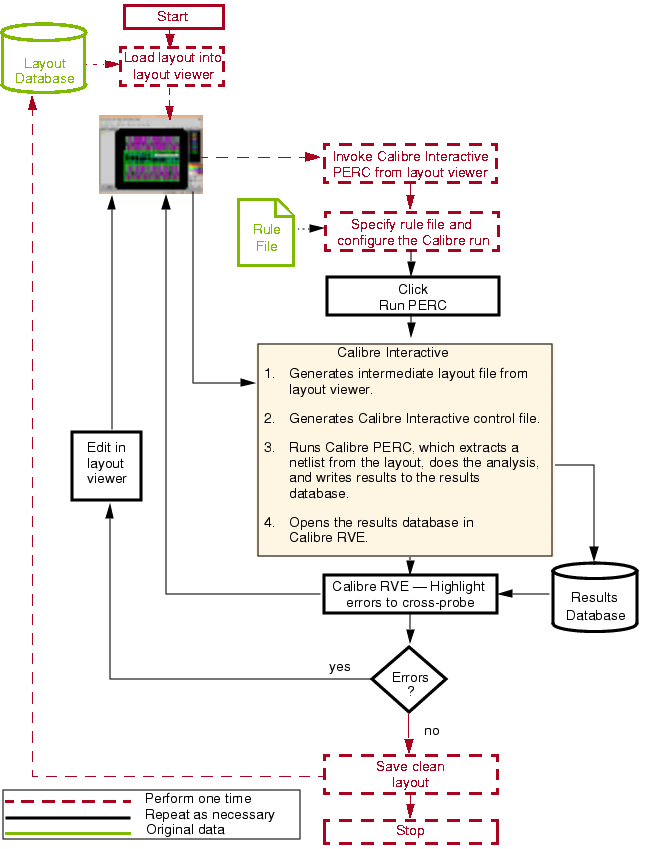 Start
Layout
Database
Load layout into
layout viewer
Invoke Calibre Interactive
PERC from layout viewer
Rule
File
Specify rule file and
configure the Calibre run
Click
Run PERC
Calibre Interactive
1. Generates intermediate layout file from
layout viewer.
2. Generates Calibre Interactive control file.
3. Runs Calibre PERC, which extracts a
netlist from the layout, does the analysis,
and writes results to the results
database.
4. Opens the results database in
Calibre RVE.
Edit in
layout
viewer
Calibre RVE — Highlight
errors to cross-probe
Results
Database
yes
Errors
?
no
Save clean
layout
Stop
Perform one time
Repeat as necessary
Original data